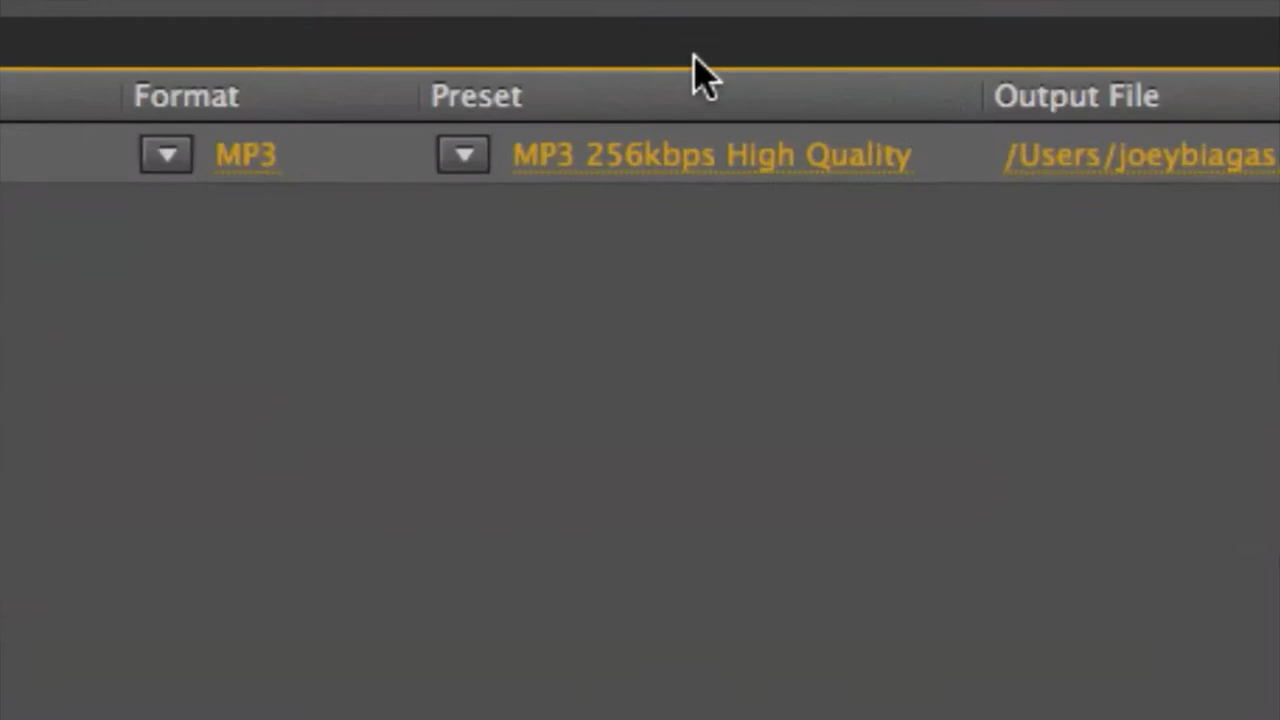 Format Preset Output File
MP3 MP3 256kbps High Quality /Users/joeybiagas